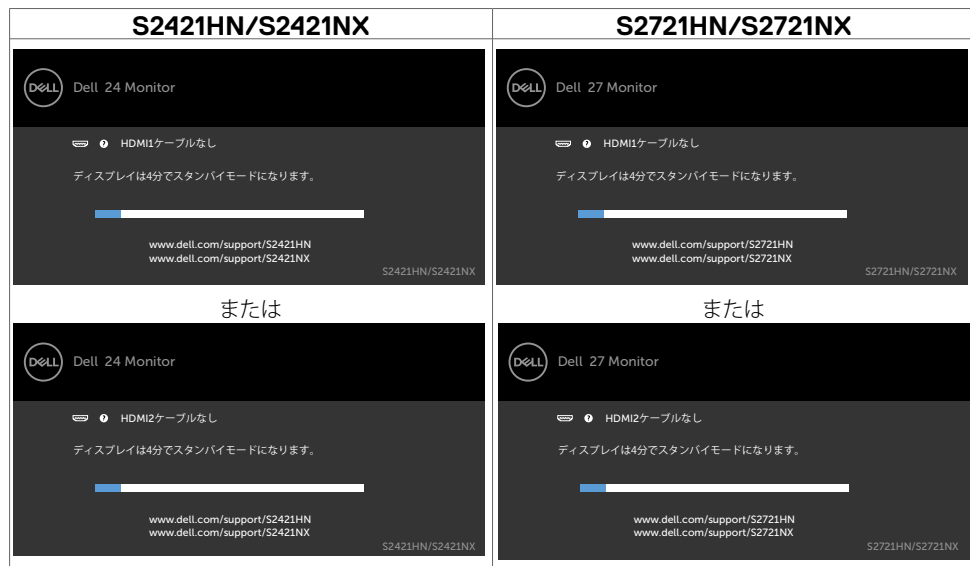 S2421HN/S2421NX
S2721HN/S2721NX
DELL
Dell 24 Monitor
HDMI1ケーブルなし
ディスプレイは4分でスタンバイモードになります。
www.dell.com/support/S2421HN
www.dell.com/support/S2421NX
S2421HN/S2421NX
DELL
Dell 27 Monitor
HDMI1ケーブルなし
ディスプレイは4分でスタンバイモードになります。
www.dell.com/support/S2721HN
www.dell.com/support/S2721NX
S2721HN/S2721NX
または
または
DELL
Dell 24 Monitor
HDMI2ケーブルなし
ディスプレイは4分でスタンバイモードになります。
www.dell.com/support/S2421HN
www.dell.com/support/S2421NX
S2421HN/S2421NX
DELL
Dell 27 Monitor
HDMI2ケーブルなし
ディスプレイは4分でスタンバイモードになります。
www.dell.com/support/S2721HN
www.dell.com/support/S2721NX
S2721HN/S2721NX